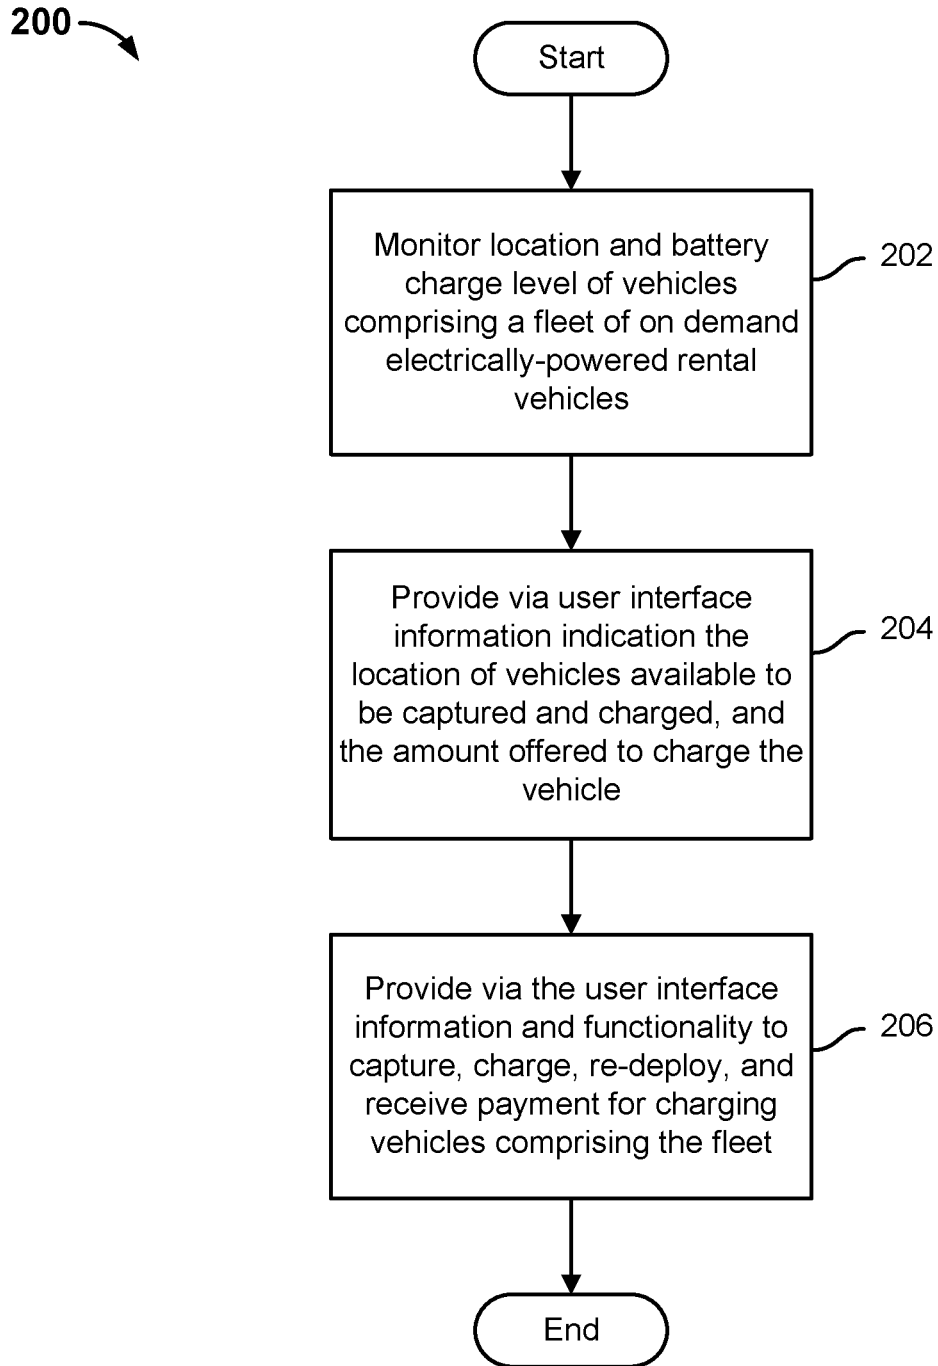 200
Start
Monitor location and battery
charge level of vehicles
comprising a fleet of on demand
electrically-powered rental
vehicles
202
Provide via user interface
information indication the
location of vehicles available to
be captured and charged, and
the amount offered to charge the
vehicle
204
Provide via the user interface
information and functionality to
capture, charge, re-deploy, and
receive payment for charging
vehicles comprising the fleet
206
End